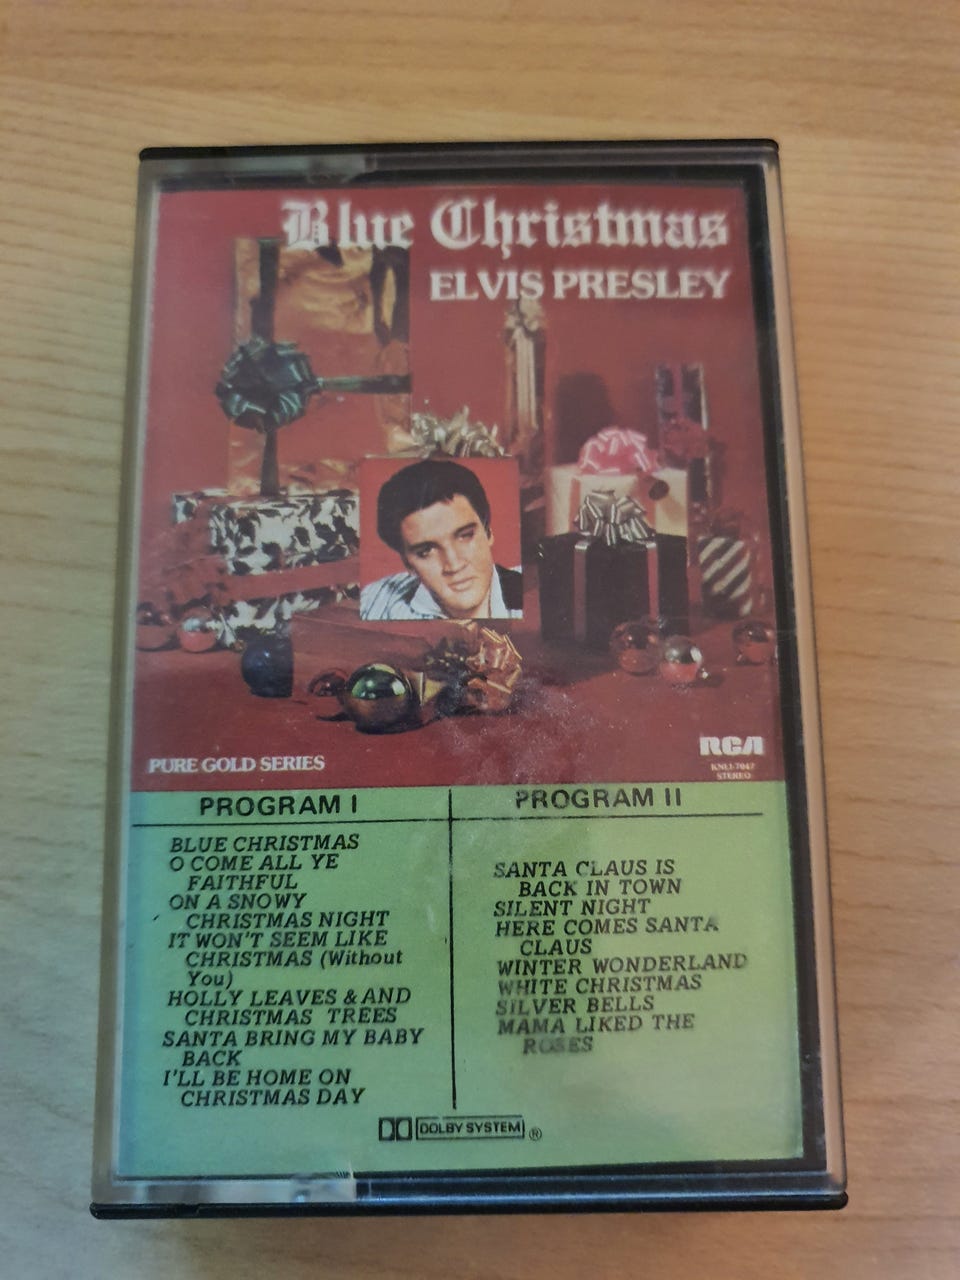 Blue Christmas
ELVIS PRESLEY
PURE GOLD SERIES
RCA
STEREO
PROGRAM I
BLUE CHRISTMAS
O COME ALL YE
FAITHFUL
ON A SNOWY
CHRISTMAS NIGHT
IT WON'T SEEM LIKE
CHRISTMAS (Without
You)
HOLLY LEAVES & AND
CHRISTMAS TREES
SANTA BRING MY BABY
BACK
I'LL BE HOME ON
CHRISTMAS DAY
PROGRAM II
SANTA CLAUS IS
BACK IN TOWN
SILENT NIGHT
HERE COMES SANTA
CLAUS
WINTER WONDERLAND
WHITE CHRISTMAS
SILVER BELLS
MAMA LIKED THE
ROSES
DOLBY SYSTEM ®